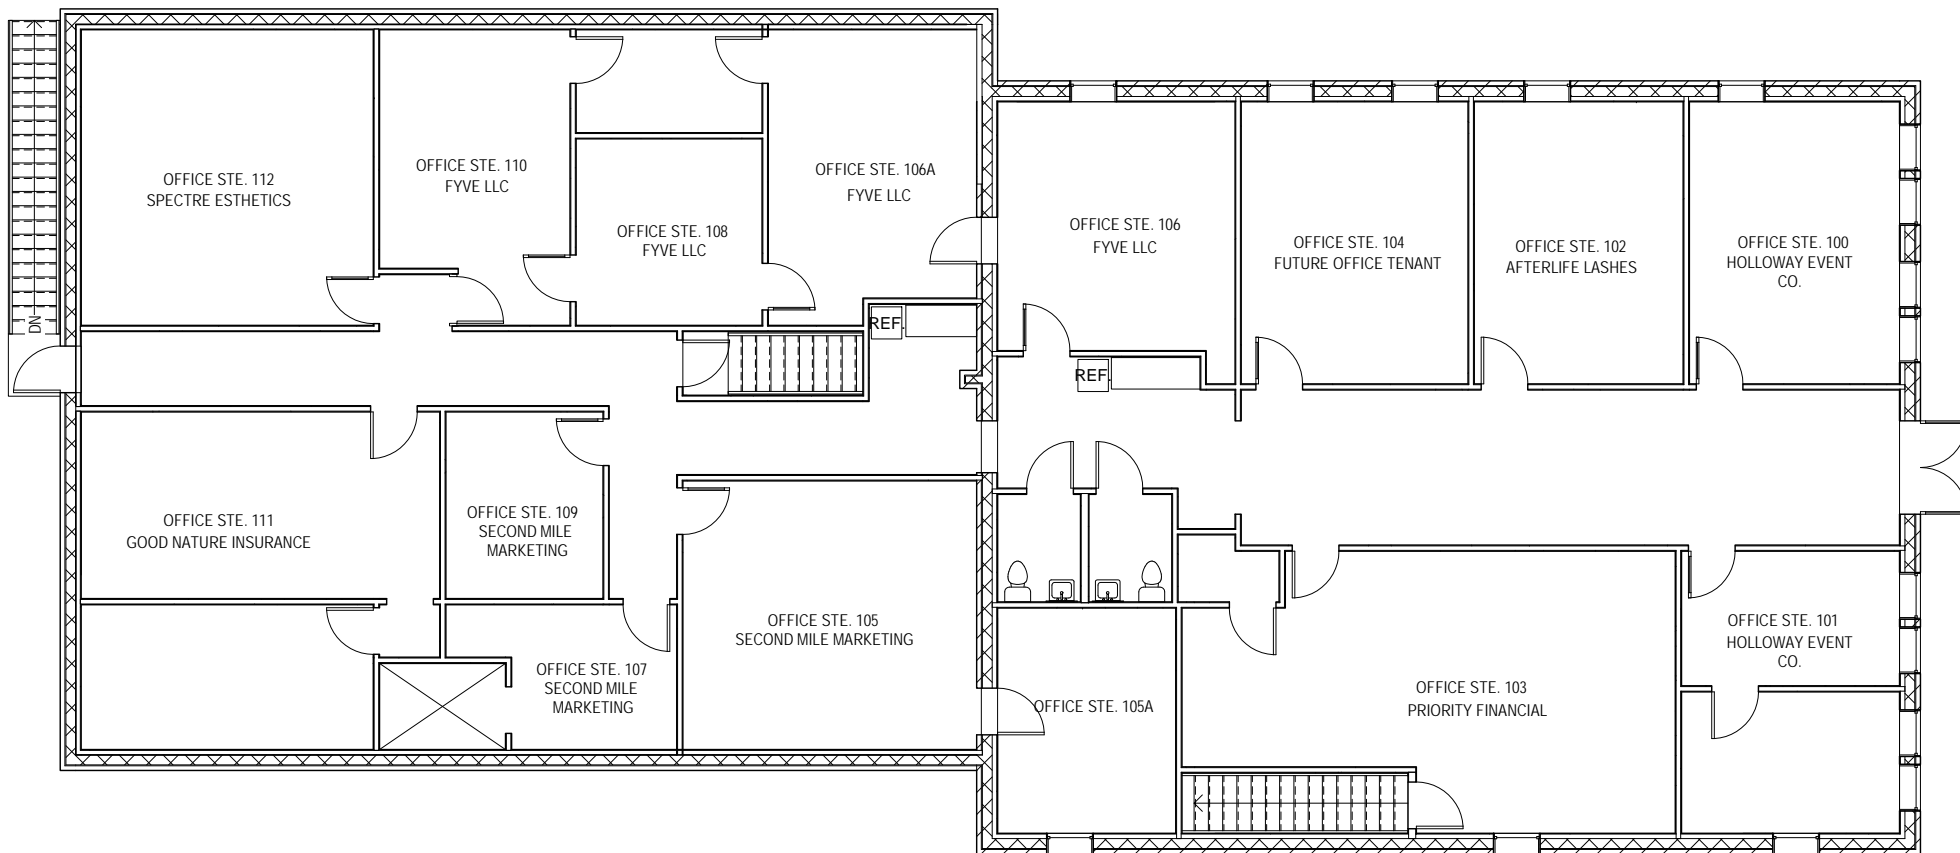 OFFICE STE. 112
SPECTRE ESTHETICS
OFFICE STE. 110
FYVE LLC
OFFICE STE. 108
FYVE LLC
OFFICE STE. 106A
FYVE LLC
OFFICE STE. 106
FYVE LLC
OFFICE STE. 104
FUTURE OFFICE TENANT
OFFICE STE. 102
AFTERLIFE LASHES
OFFICE STE. 100
HOLLOWAY EVENT
CO.
DN
REF.
REF.
OFFICE STE. 111
GOOD NATURE INSURANCE
OFFICE STE. 109
SECOND MILE
MARKETING
OFFICE STE. 107
SECOND MILE
MARKETING
OFFICE STE. 105
SECOND MILE MARKETING
OFFICE STE. 105A
OFFICE STE. 103
PRIORITY FINANCIAL
OFFICE STE. 101
HOLLOWAY EVENT
CO.